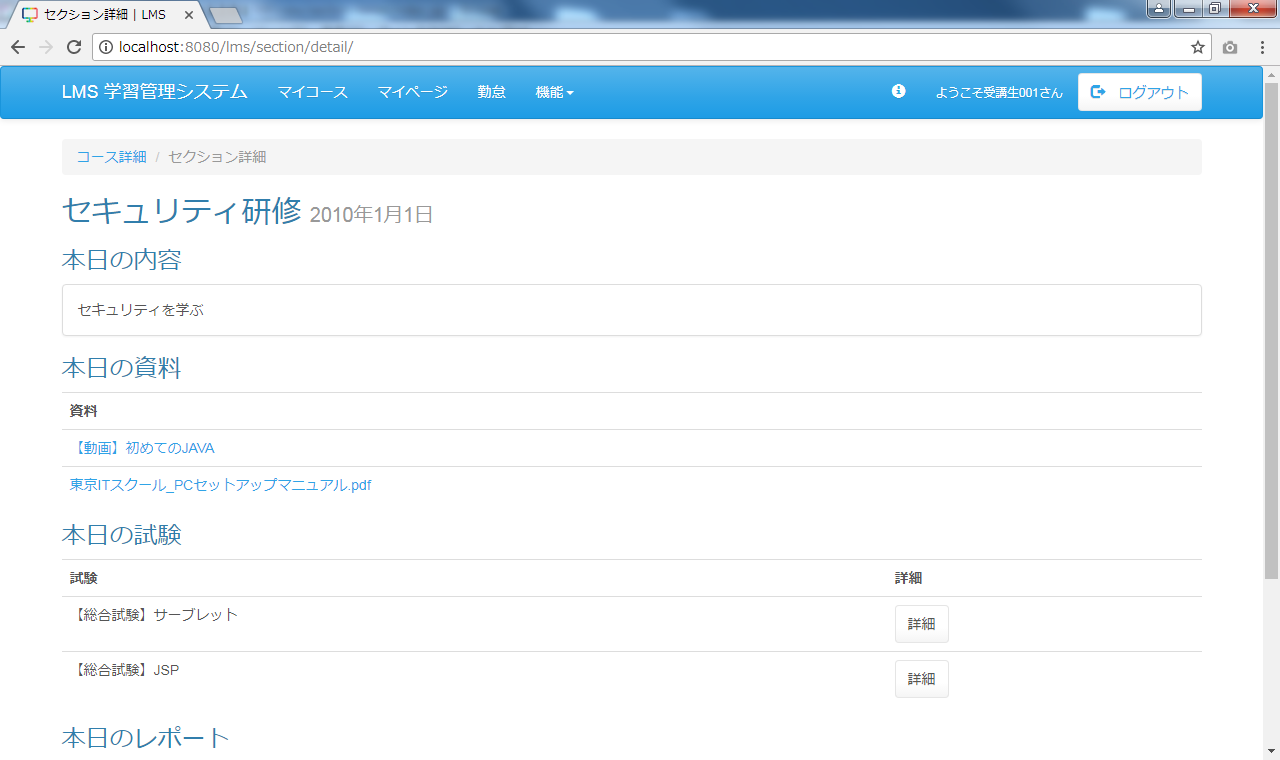 セクション詳細 | LMS
localhost:8080/lms/section/detail/
LMS 学習管理システム マイコース マイページ 勤怠 機能 ようこそ受講生001さん ログアウト
コース詳細 / セクション詳細
セキュリティ研修 2010年1月1日
本日の内容
セキュリティを学ぶ
本日の資料
資料
【動画】初めてのJAVA
東京ITスクール_PCセットアップマニュアル.pdf
本日の試験
試験 詳細
【総合試験】サーブレット 詳細
【総合試験】JSP 詳細
本日のレポート